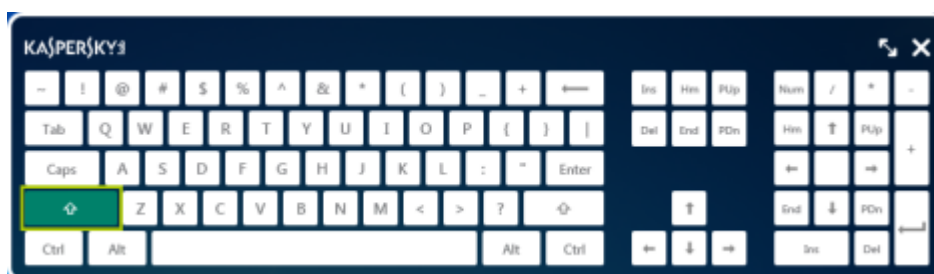 KASPERSKY lab
~ ! @ # $ % ^ & * ( ) _ + ⟵ Ins Hm PUp Num / * -
Tab Q W E R T Y U I O P { } | Del End PDn Hm ↑ PUp +
Caps A S D F G H J K L : " Enter ← →
⇧ Z X C V B N M < > ? ⇧ ↑ End ↓ PDn ↵
Ctrl Alt Alt Ctrl ← ↓ → Ins Del